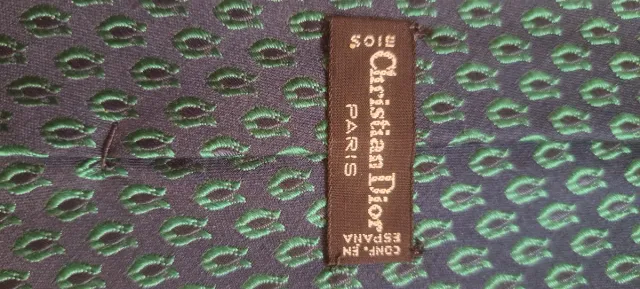 SOIE
Christian Dior
PARIS
CONF. EN
ESPAÑA